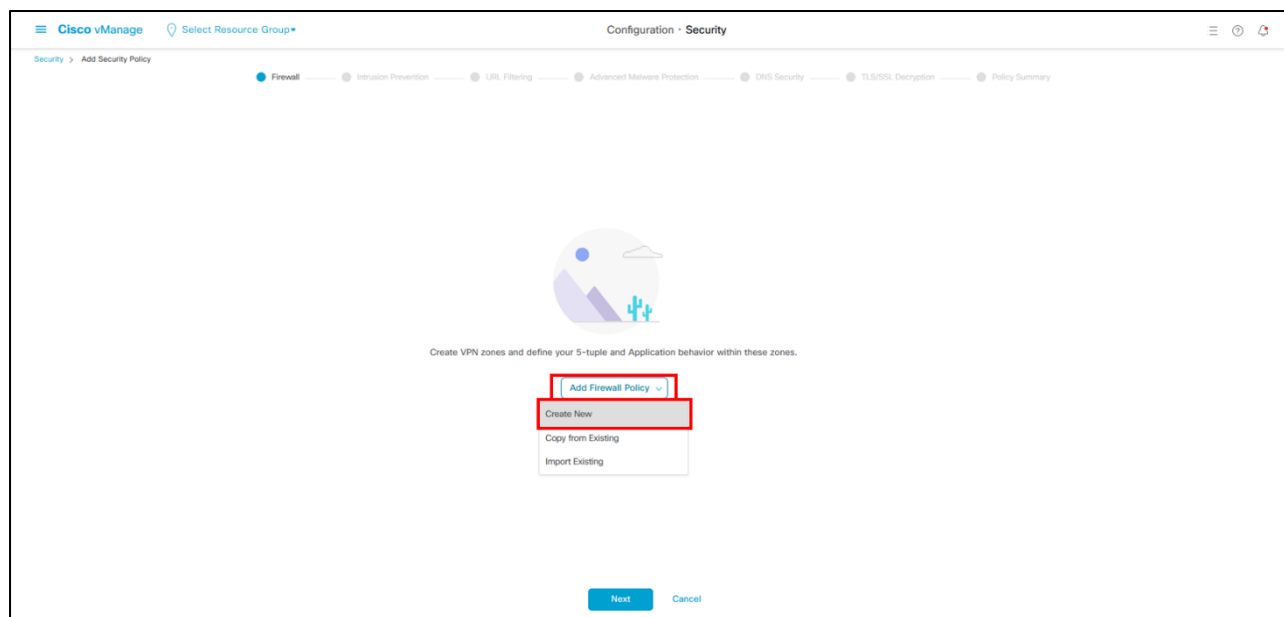 Cisco vManage
Select Resource Group
Configuration · Security
Security > Add Security Policy
Firewall
Intrusion Prevention
URL Filtering
Advanced Malware Protection
DNS Security
TLS/SSL Decryption
Policy Summary
Create VPN zones and define your 5-tuple and Application behavior within these zones.
Add Firewall Policy
Create New
Copy from Existing
Import Existing
Next
Cancel